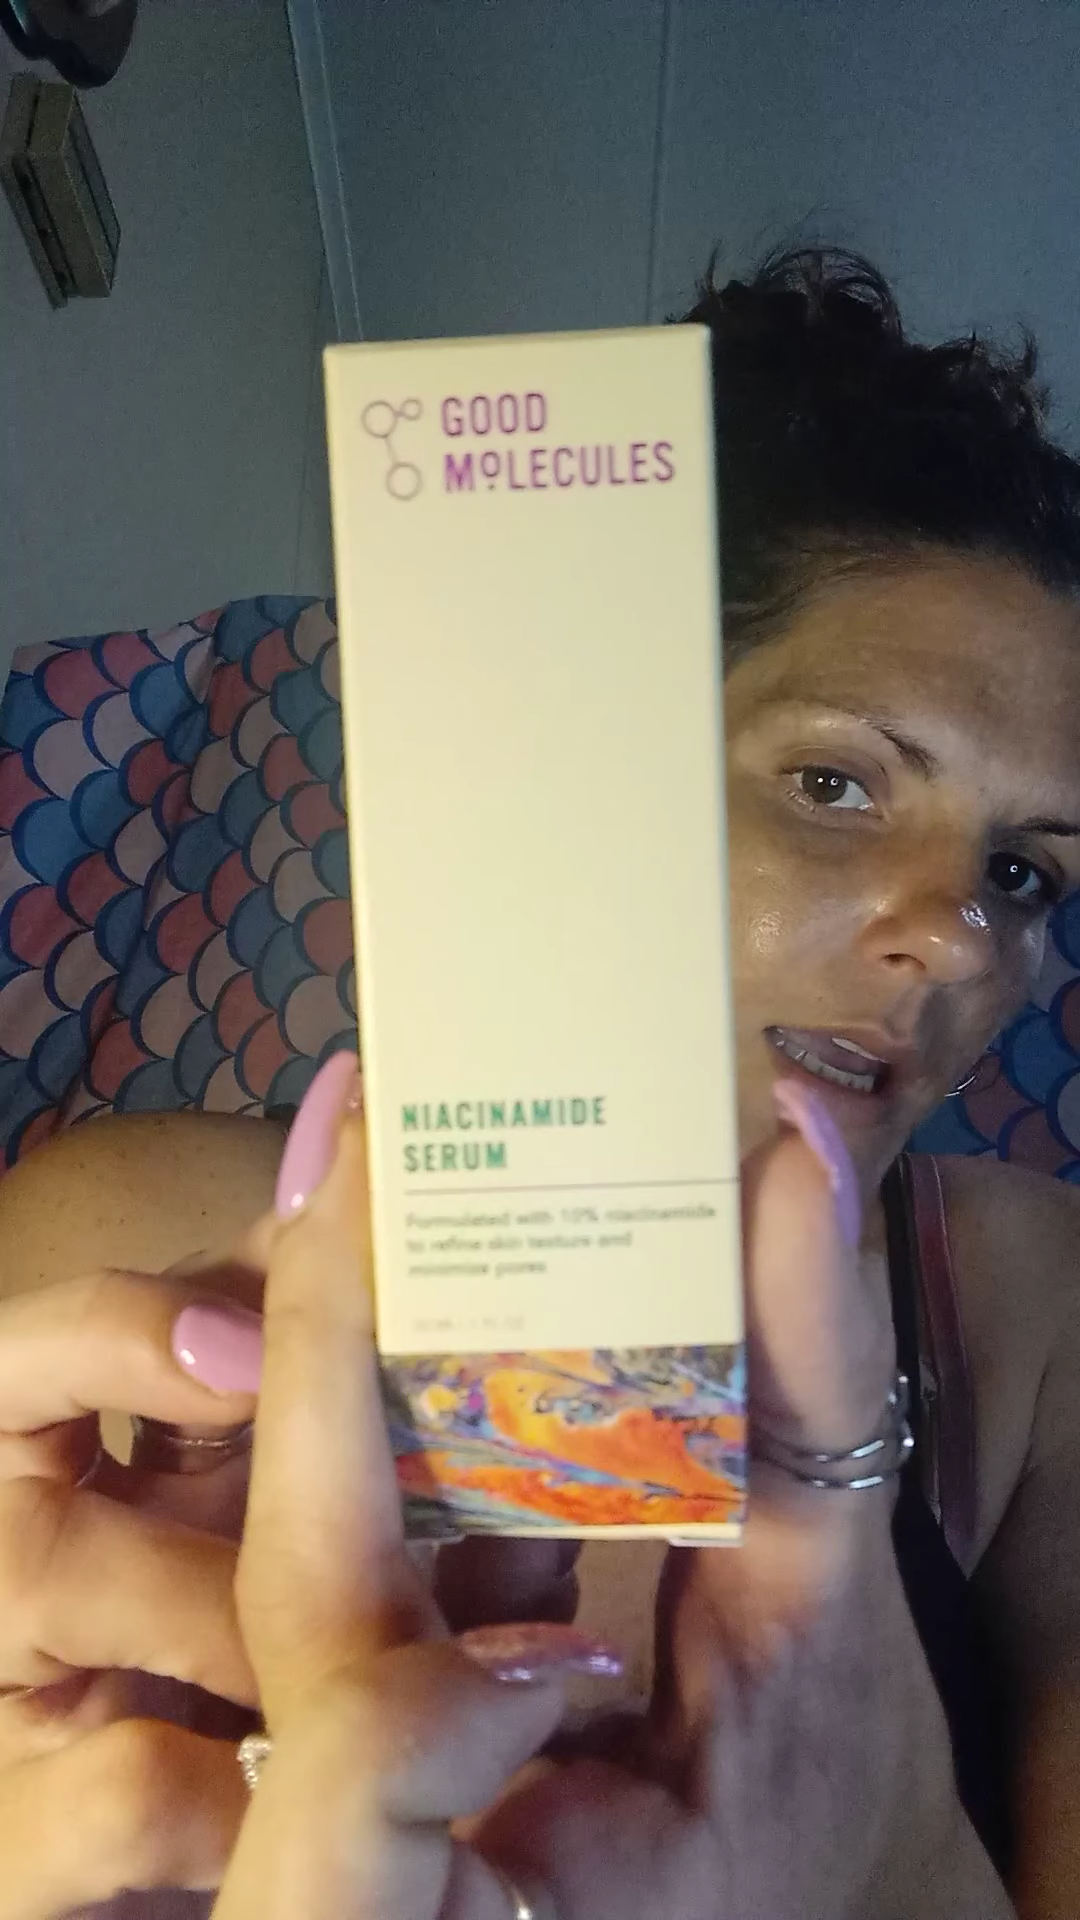 GOOD
MOLECULES
NIACINAMIDE
SERUM
Formulated with 10% niacinamide
to refine skin texture and
minimize pores